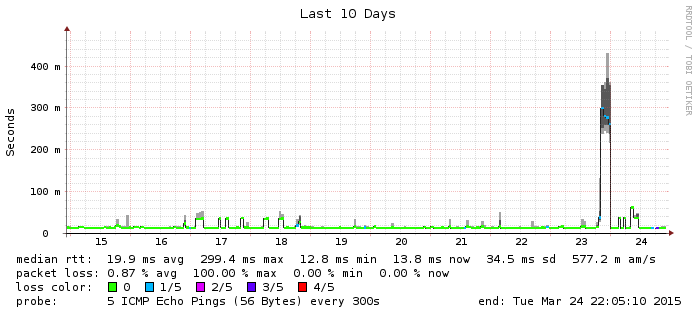 Last 10 Days
RRDTOOL / TOBI OETIKER
Seconds
400 m
300 m
200 m
100 m
0
15 16 17 18 19 20 21 22 23 24
median rtt: 19.9 ms avg 299.4 ms max 12.8 ms min 13.8 ms now 34.5 ms sd 577.2 m am/s
packet loss: 0.87 % avg 100.00 % max 0.00 % min 0.00 % now
loss color: 0 1/5 2/5 3/5 4/5
probe: 5 ICMP Echo Pings (56 Bytes) every 300s end: Tue Mar 24 22:05:10 2015